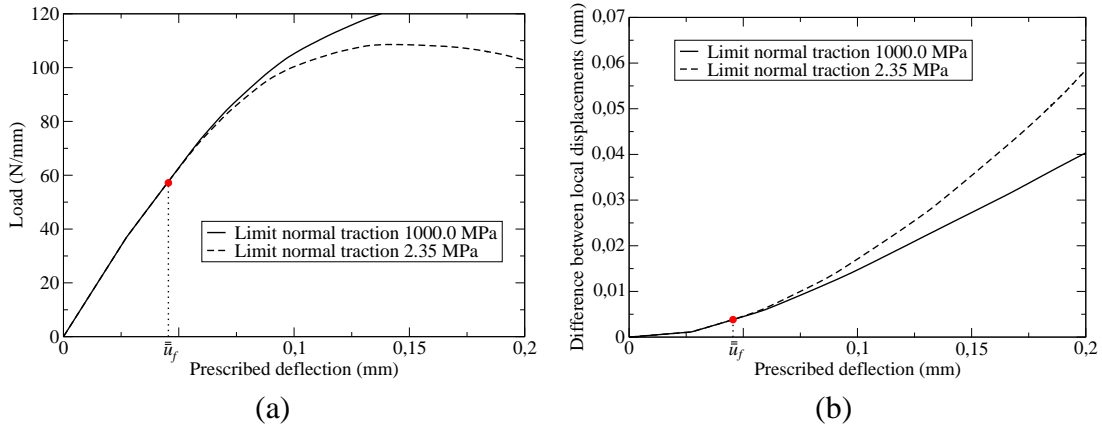 120
100
80
60
40
20
0
Load (N/mm)
Limit normal traction 1000.0 MPa
Limit normal traction 2.35 MPa
0
u̿_f
0,1
0,15
0,2
Prescribed deflection (mm)
(a)
0,07
0,06
0,05
0,04
0,03
0,02
0,01
0
Difference between local displacements (mm)
Limit normal traction 1000.0 MPa
Limit normal traction 2.35 MPa
0
u̿_f
0,1
0,15
0,2
Prescribed deflection (mm)
(b)